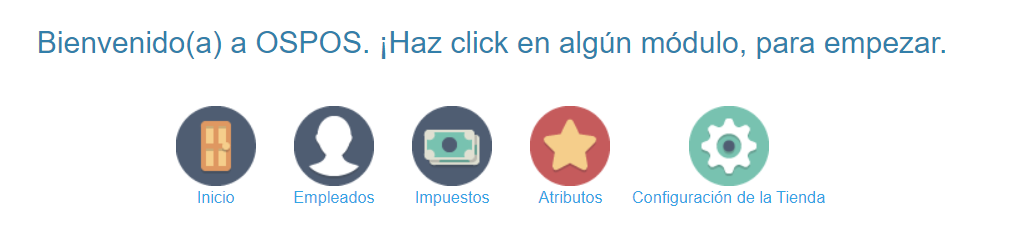 Bienvenido(a) a OSPOS. ¡Haz click en algún módulo, para empezar.
Inicio
Empleados
Impuestos
Atributos
Configuración de la Tienda